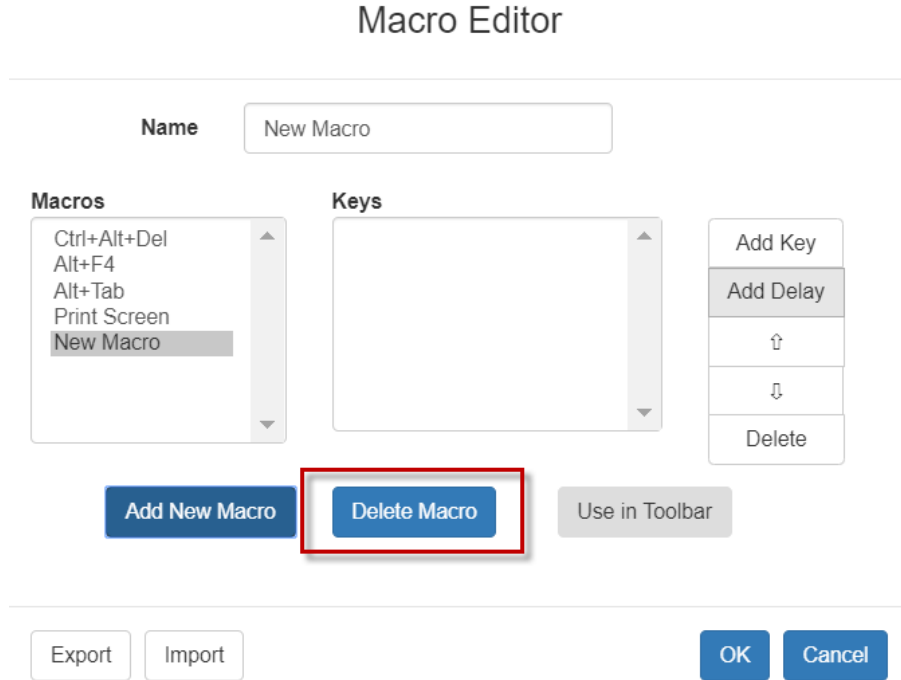 Macro Editor
Name
New Macro
Macros
Keys
Ctrl+Alt+Del
Alt+F4
Alt+Tab
Print Screen
New Macro
Add Key
Add Delay
⇧
⇩
Delete
Add New Macro
Delete Macro
Use in Toolbar
Export
Import
OK
Cancel